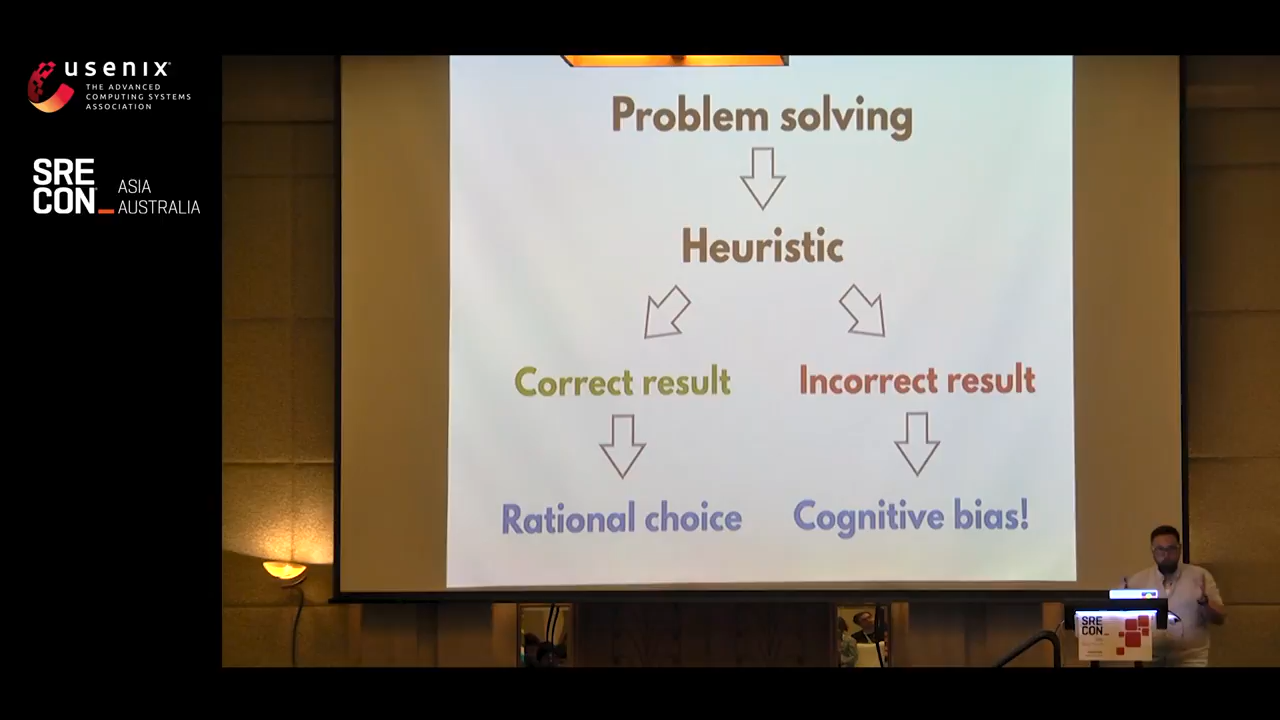 usenix
THE ADVANCED
COMPUTING SYSTEMS
ASSOCIATION
SRE
CON
ASIA
AUSTRALIA
Problem solving
Heuristic
Correct result
Incorrect result
Rational choice
Cognitive bias!
SRE
CON